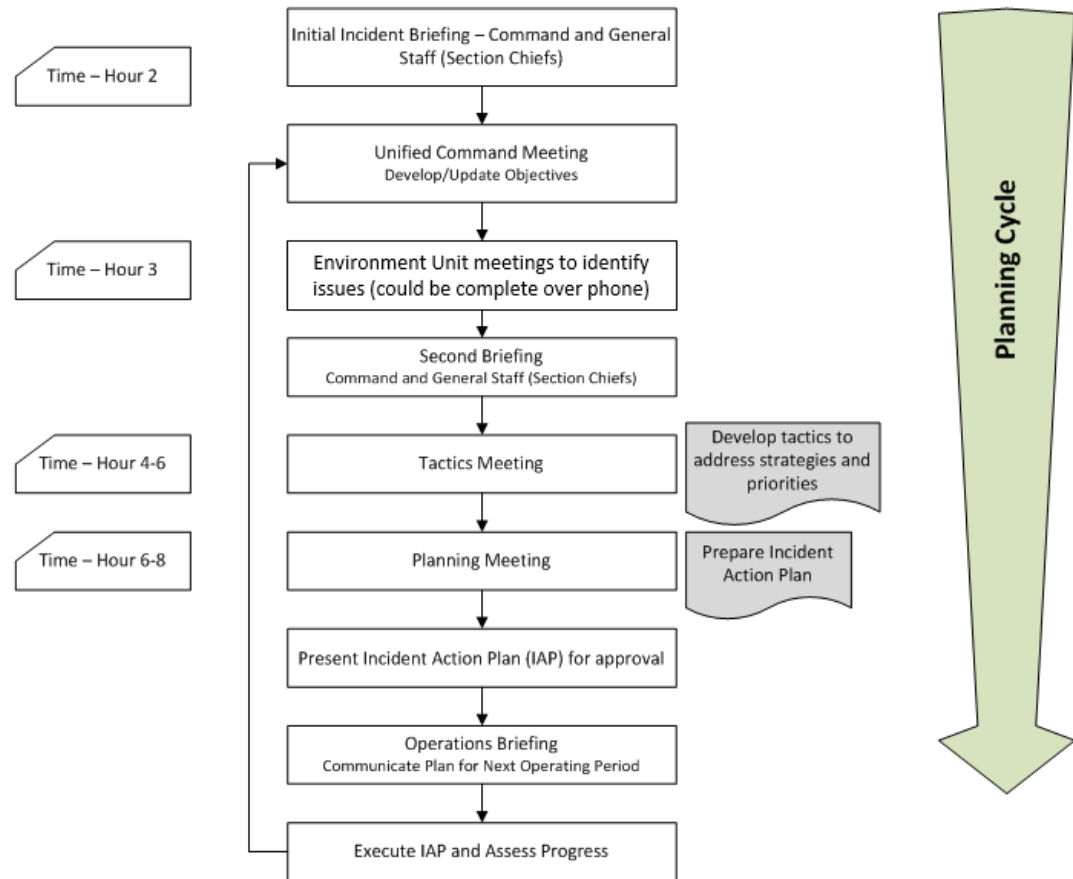 Initial Incident Briefing – Command and General
Staff (Section Chiefs)
Time – Hour 2
Unified Command Meeting
Develop/Update Objectives
Time – Hour 3
Environment Unit meetings to identify
issues (could be complete over phone)
Second Briefing
Command and General Staff (Section Chiefs)
Time – Hour 4-6
Tactics Meeting
Develop tactics to
address strategies and
priorities
Time – Hour 6-8
Planning Meeting
Prepare Incident
Action Plan
Present Incident Action Plan (IAP) for approval
Operations Briefing
Communicate Plan for Next Operating Period
Execute IAP and Assess Progress
Planning Cycle